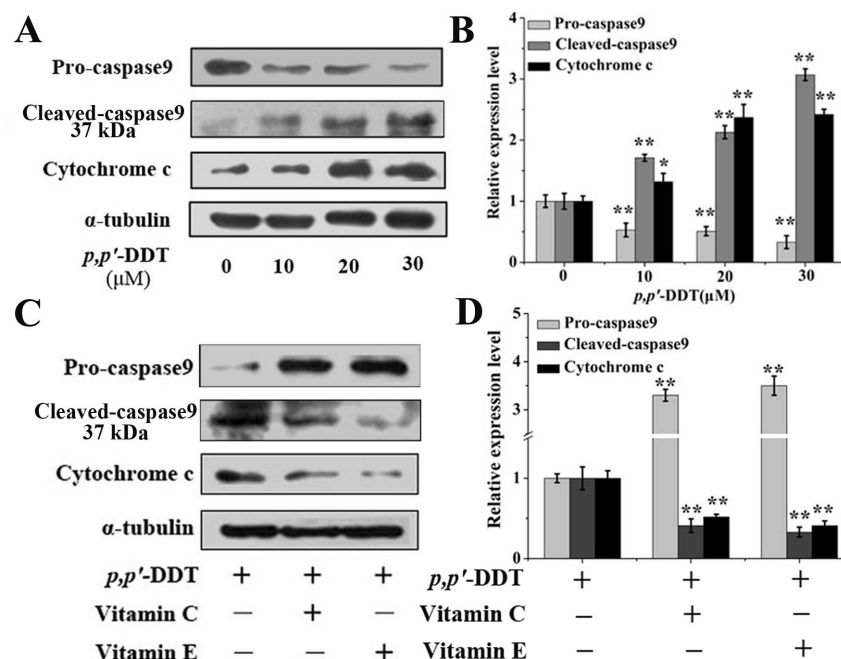 A
Pro-caspase9
Cleaved-caspase9
37 kDa
Cytochrome c
α-tubulin
p,p'-DDT
(μM)
0 10 20 30
B
Relative expression level
4
3
2
1
0
Pro-caspase9
Cleaved-caspase9
Cytochrome c
** ** *
** ** **
** ** **
0 10 20 30
p,p'-DDT(μM)
C
Pro-caspase9
Cleaved-caspase9
37 kDa
Cytochrome c
α-tubulin
p,p'-DDT + + +
Vitamin C − + −
Vitamin E − − +
D
Relative expression level
3.5
3
1
0
Pro-caspase9
Cleaved-caspase9
Cytochrome c
** ** **
** ** **
p,p'-DDT + + +
Vitamin C − + −
Vitamin E − − +